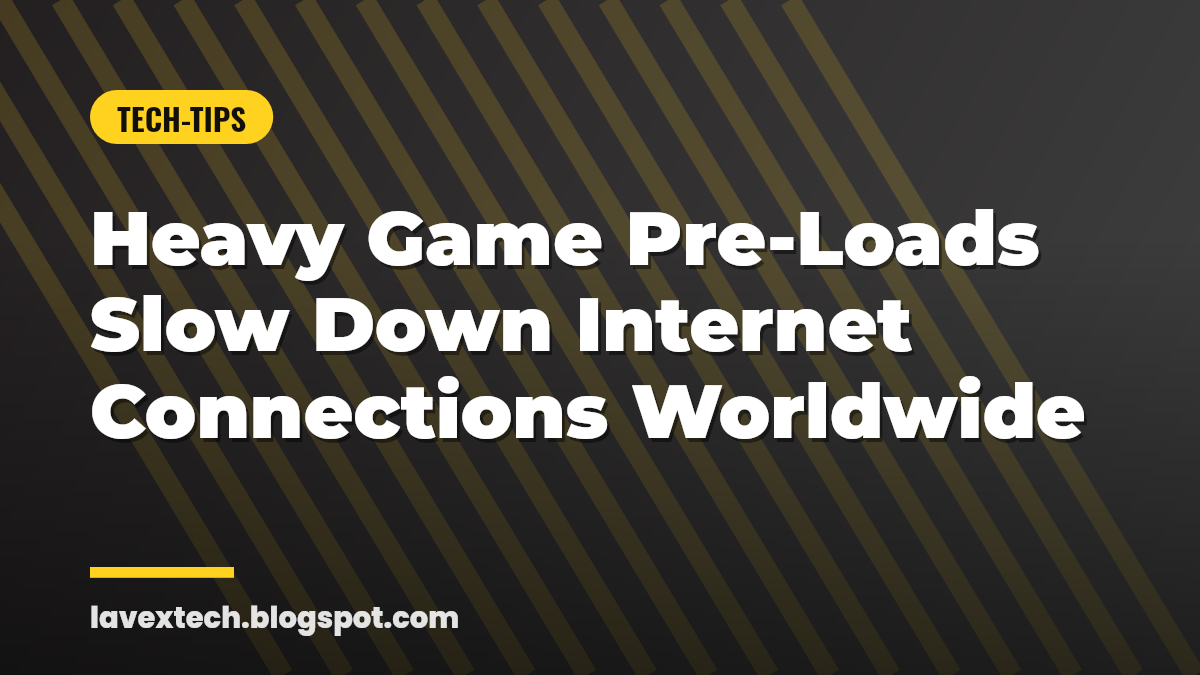 TECH-TIPS
Heavy Game Pre-Loads
Slow Down Internet
Connections Worldwide
lavextech.blogspot.com